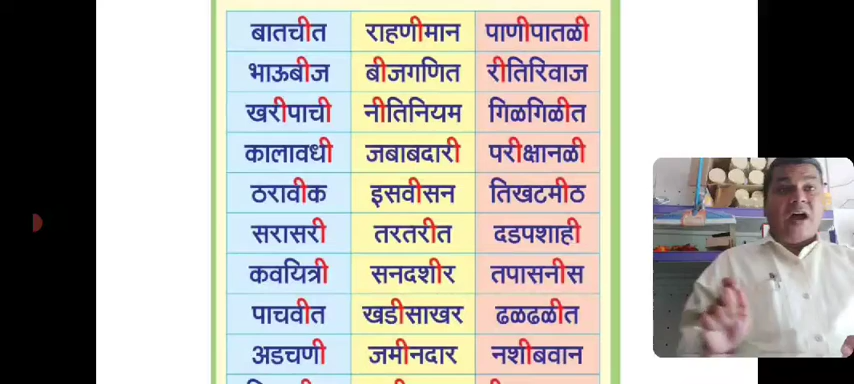 बातचीत राहणीमान पाणीपातळी
भाऊबीज बीजगणित रीतिरिवाज
खरीपाची नीतिनियम गिळगिळीत
कालावधी जबाबदारी परीक्षानळी
ठरावीक इसवीसन तिखटमीठ
सरासरी तरतरीत दडपशाही
कवयित्री सनदशीर तपासनीस
पाचवीत खडीसाखर ढळढळीत
अडचणी जमीनदार नशीबवान